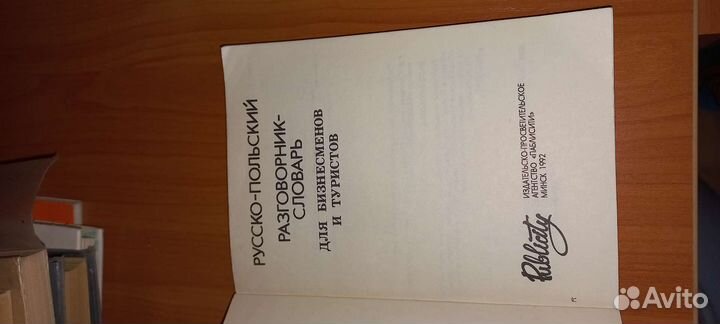 РУССКО-ПОЛЬСКИЙ
РАЗГОВОРНИК-
СЛОВАРЬ
ДЛЯ БИЗНЕСМЕНОВ
И ТУРИСТОВ
Publicity
ИЗДАТЕЛЬСКО-ПРОСВЕТИТЕЛЬСКОЕ
АГЕНТСТВО «ПАБЛИСИТИ»
МИНСК 1992
Avito